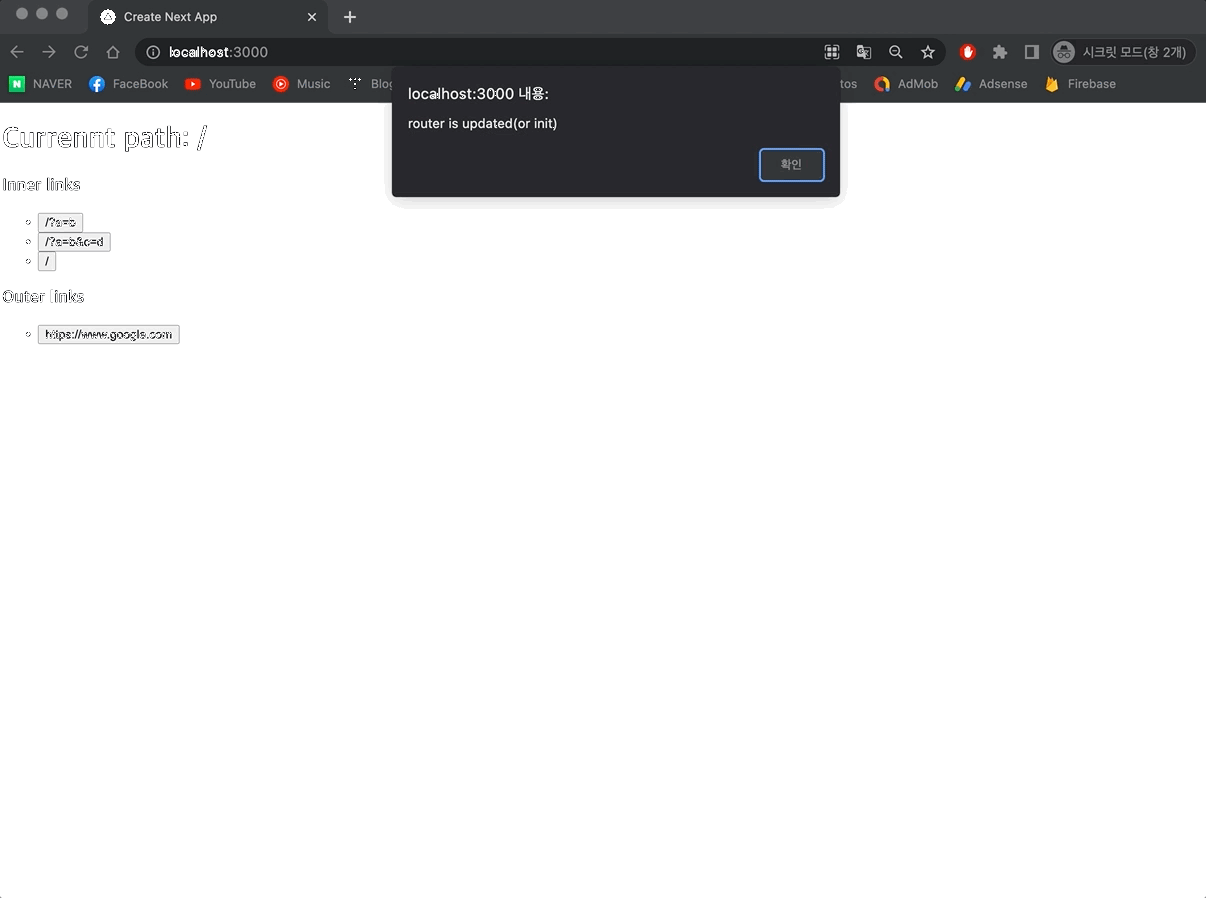 Create Next App
localhost:3000
시크릿 모드(창 2개)
NAVER FaceBook YouTube Music Blog tos AdMob Adsense Firebase
localhost:3000 내용:
router is updated(or init)
확인
Currennt path: /
Inner links
/?a=b
/?a=b&c=d
/
Outer links
https://www.google.com